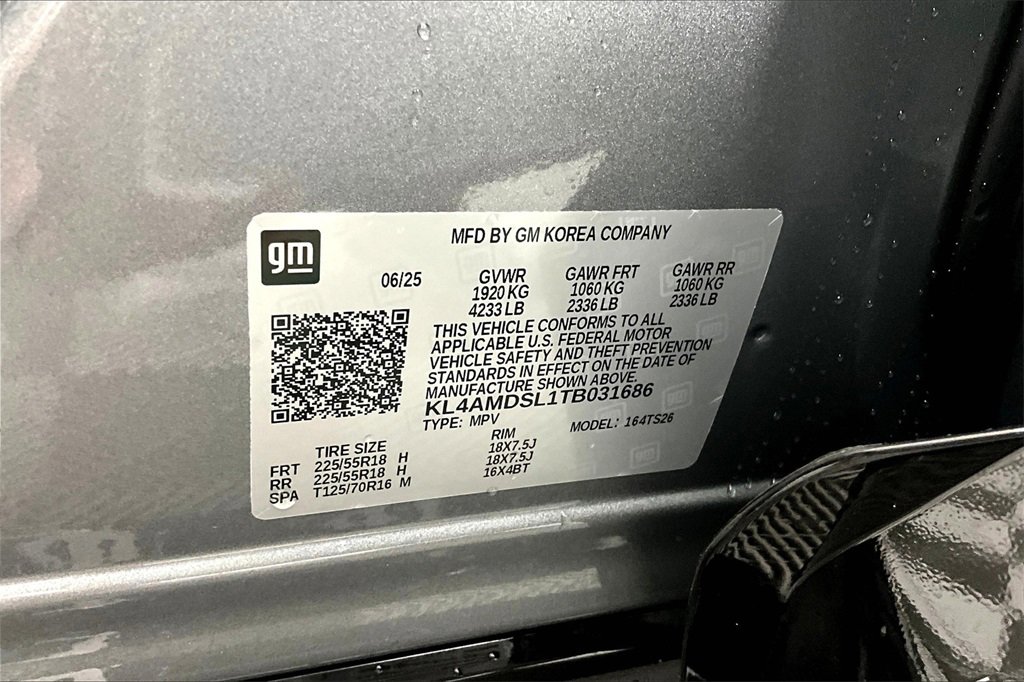 gm
MFD BY GM KOREA COMPANY
06/25 GVWR GAWR FRT GAWR RR
1920 KG 1060 KG 1060 KG
4233 LB 2336 LB 2336 LB
THIS VEHICLE CONFORMS TO ALL
APPLICABLE U.S. FEDERAL MOTOR
VEHICLE SAFETY AND THEFT PREVENTION
STANDARDS IN EFFECT ON THE DATE OF
MANUFACTURE SHOWN ABOVE.
KL4AMDSL1TB031686
TYPE: MPV MODEL: 164TS26
TIRE SIZE RIM
FRT 225/55R18 H 18X7.5J
RR 225/55R18 H 18X7.5J
SPA T125/70R16 M 16X4BT